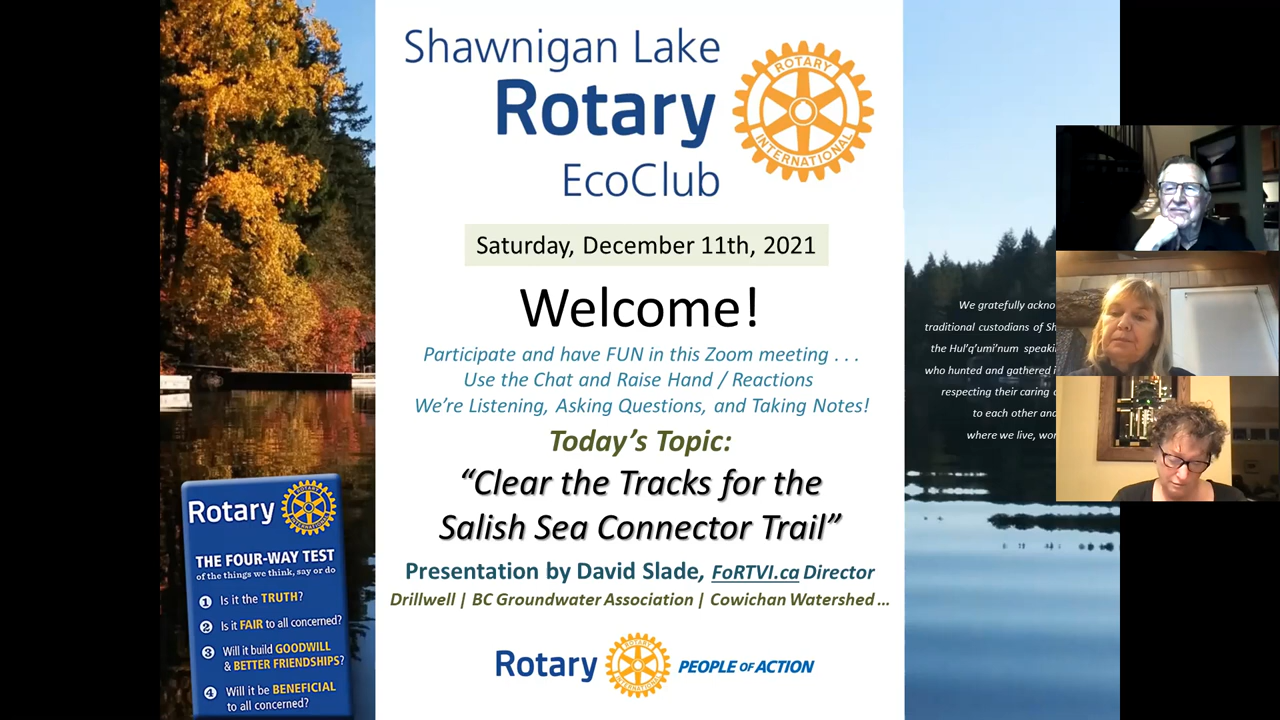 Shawnigan Lake
Rotary
EcoClub
ROTARY
INTERNATIONAL
Saturday, December 11th, 2021
Welcome!
Participate and have FUN in this Zoom meeting . . .
Use the Chat and Raise Hand / Reactions
We're Listening, Asking Questions, and Taking Notes!
Today's Topic:
“Clear the Tracks for the
Salish Sea Connector Trail”
Presentation by David Slade, FoRTVI.ca Director
Drillwell | BC Groundwater Association | Cowichan Watershed …
Rotary
ROTARY
INTERNATIONAL
PEOPLE OF ACTION
Rotary
ROTARY
INTERNATIONAL
THE FOUR-WAY TEST
of the things we think, say or do
1 Is it the TRUTH?
2 Is it FAIR to all concerned?
3 Will it build GOODWILL
& BETTER FRIENDSHIPS?
4 Will it be BENEFICIAL
to all concerned?
We gratefully
traditional custodians of
the Hul'q'umi'num
who hunted and gathered
respecting their caring
to each other and
where we live,